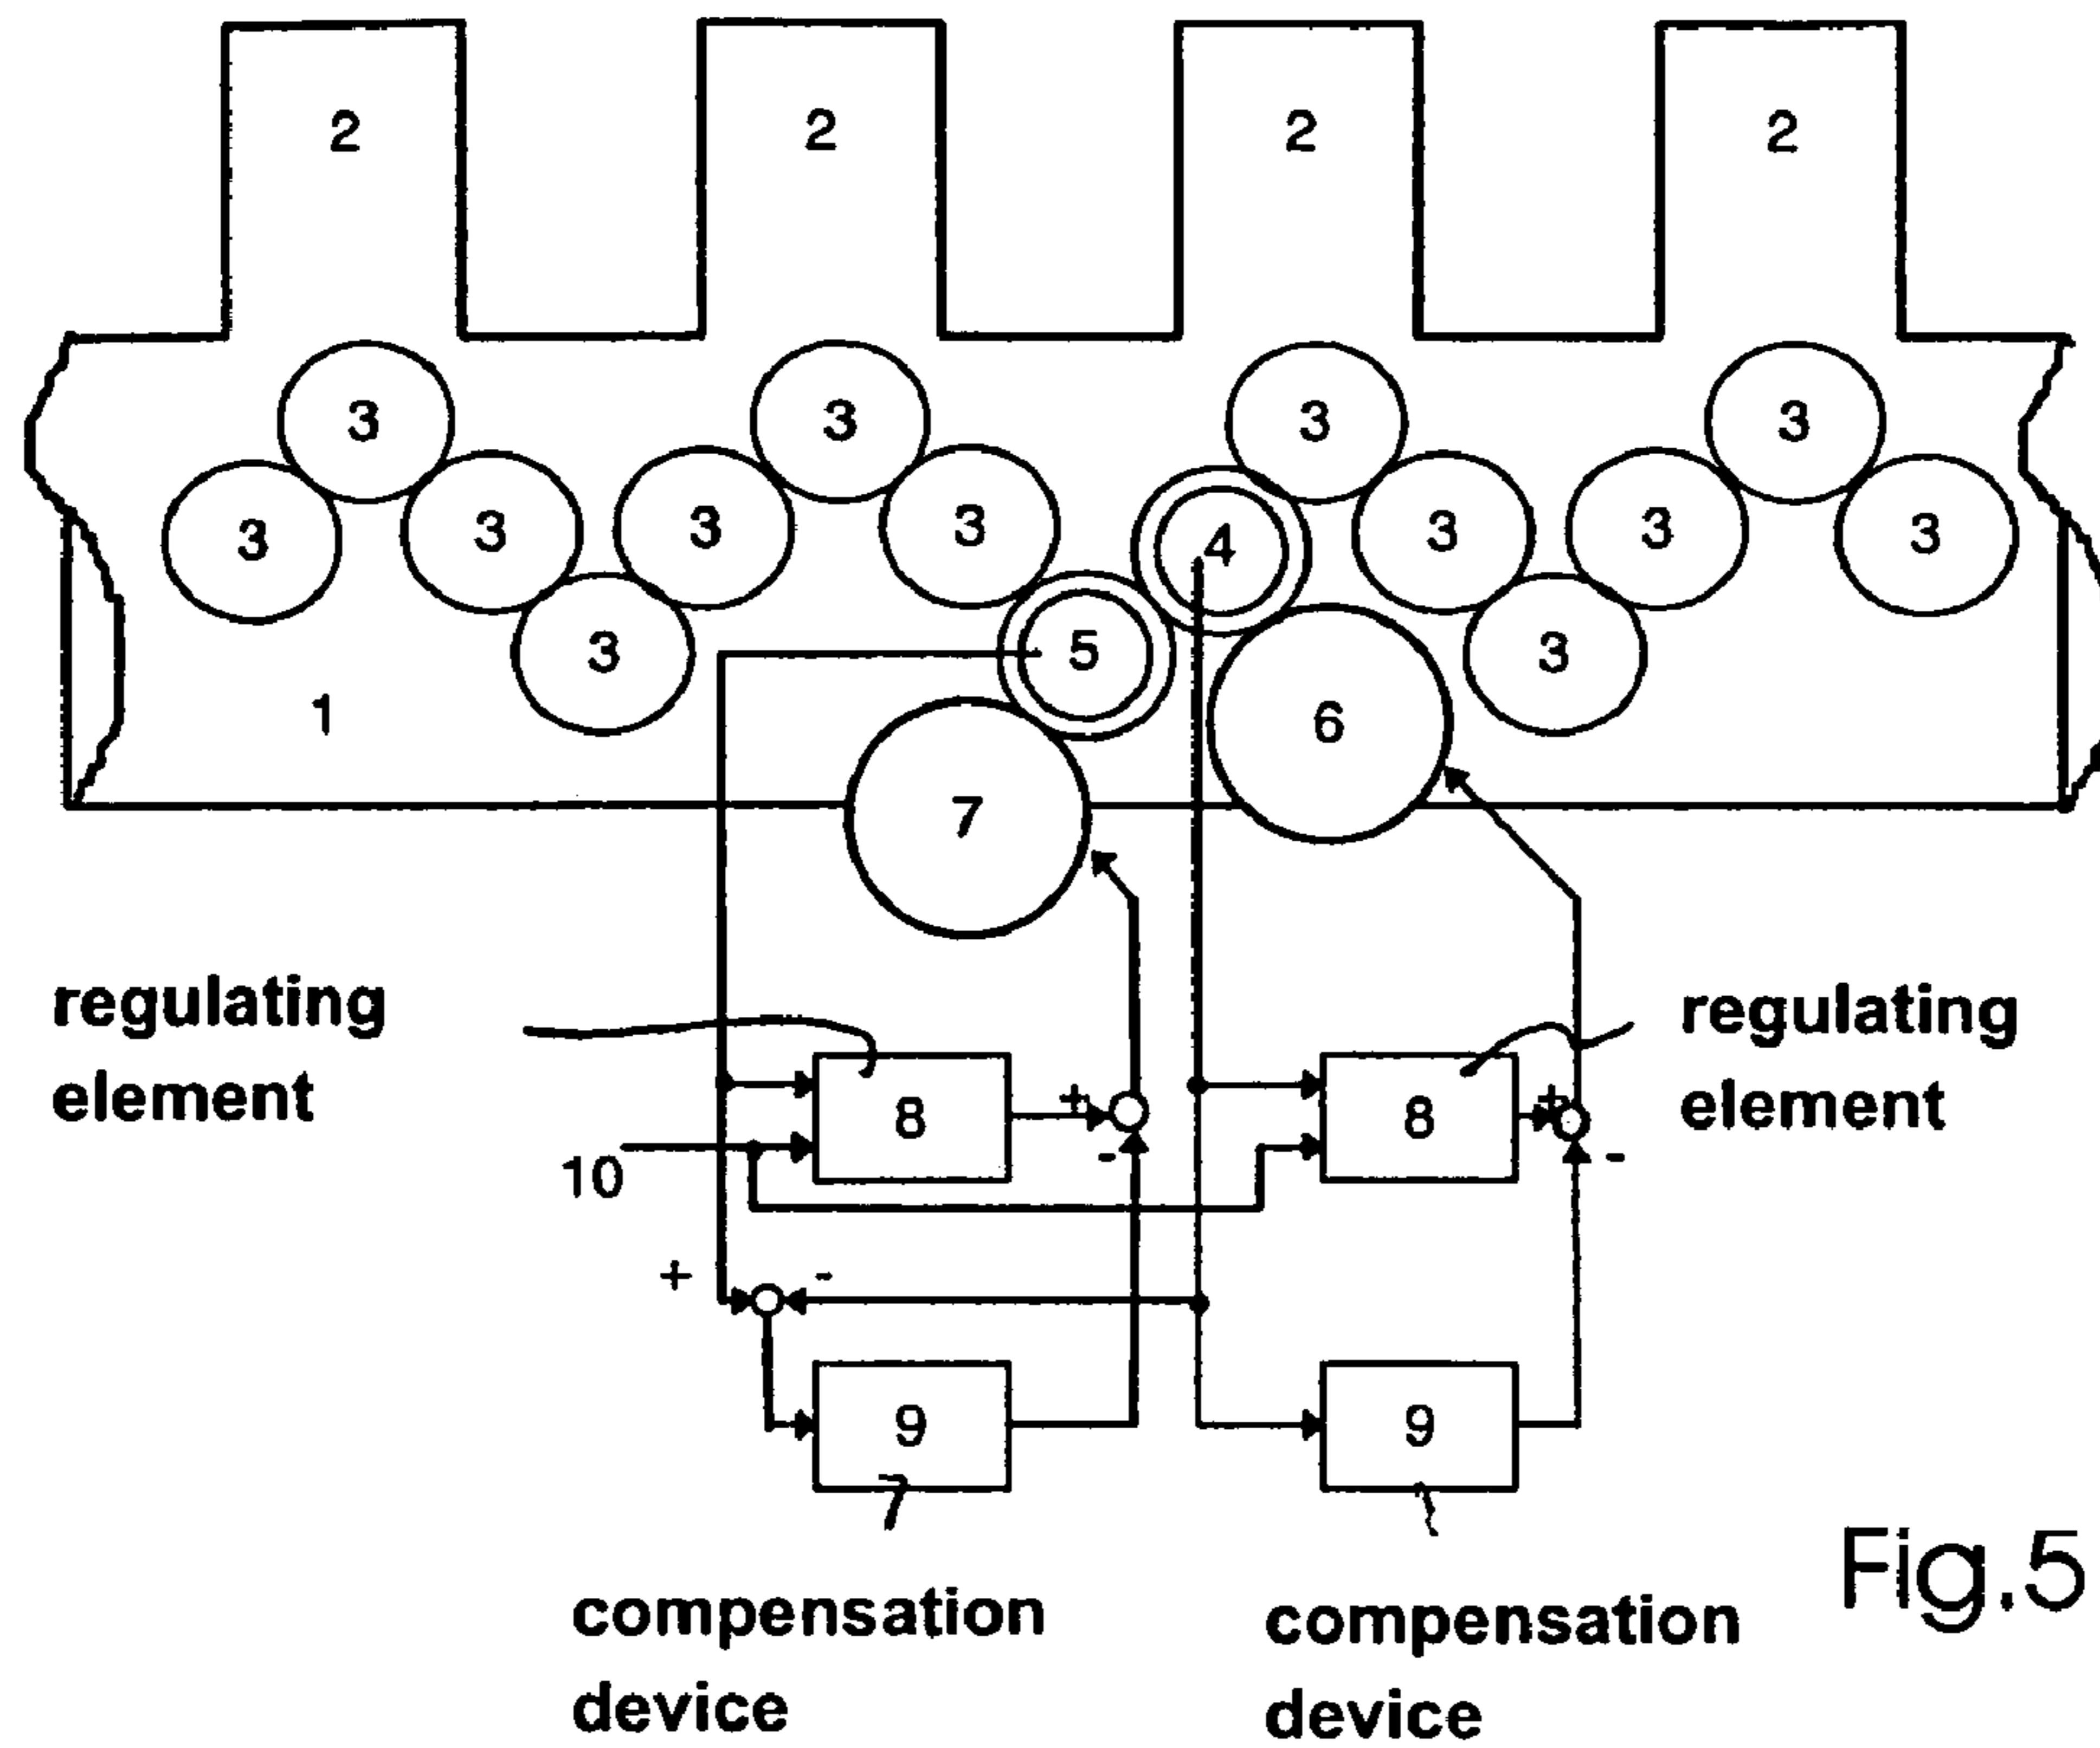 2 2 2 2
3 3 3 3
3 3 3 3 4 3 3 3
3 5 3
1 6
7
regulating element
regulating element
8 + 8 +
10 - -
+ -
9 9
compensation device
compensation device
Fig.5